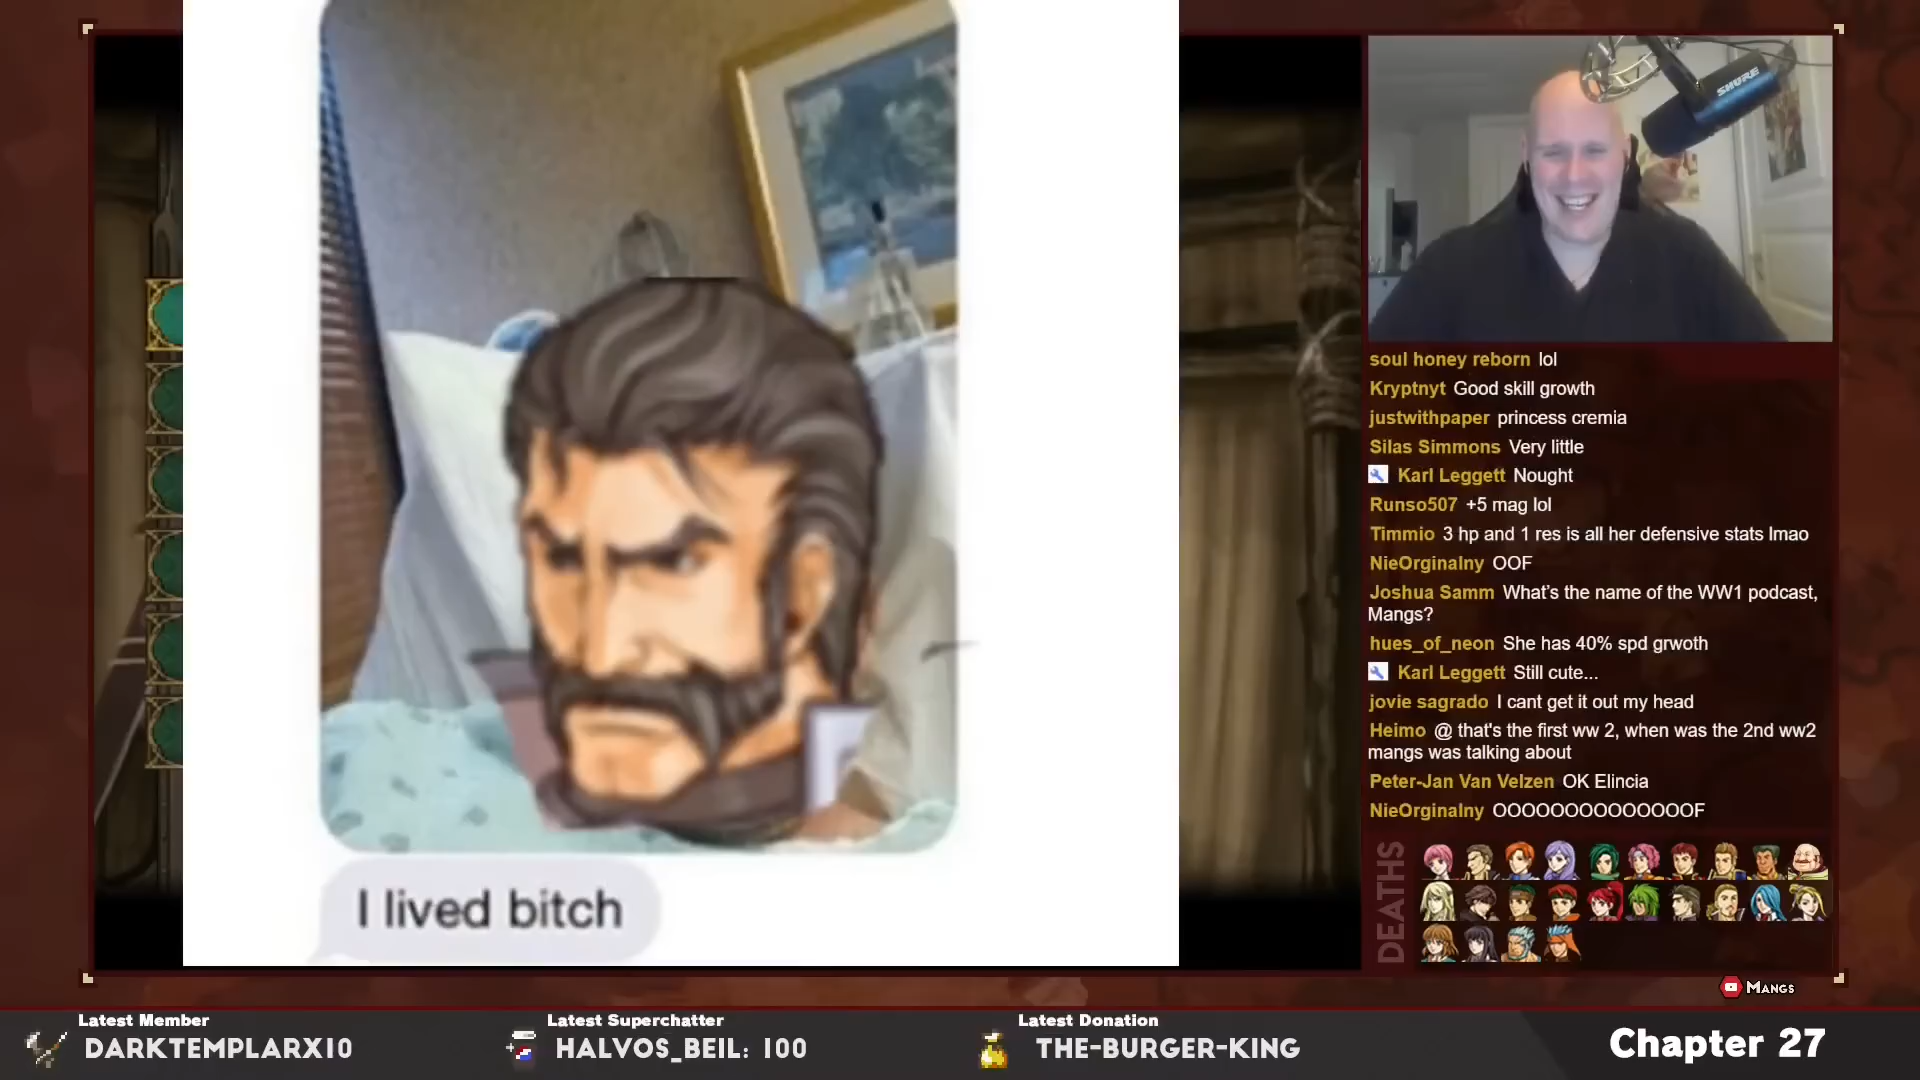 SHURE
soul honey reborn lol
Kryptnyt Good skill growth
justwithpaper princess cremia
Silas Simmons Very little
Karl Leggett Nought
Runso507 +5 mag lol
Timmio 3 hp and 1 res is all her defensive stats lmao
NieOrginalny OOF
Joshua Samm What's the name of the WW1 podcast,
Mangs?
hues_of_neon She has 40% spd grwoth
Karl Leggett Still cute...
jovie sagrado I cant get it out my head
Heimo @ that's the first ww 2, when was the 2nd ww2
mangs was talking about
Peter-Jan Van Velzen OK Elincia
NieOrginalny OOOOOOOOOOOOOOF
I lived bitch
DEATHS
MANGS
Latest Member
DARKTEMPLARX10
Latest Superchatter
HALVOS_BEIL: 100
Latest Donation
THE-BURGER-KING
Chapter 27